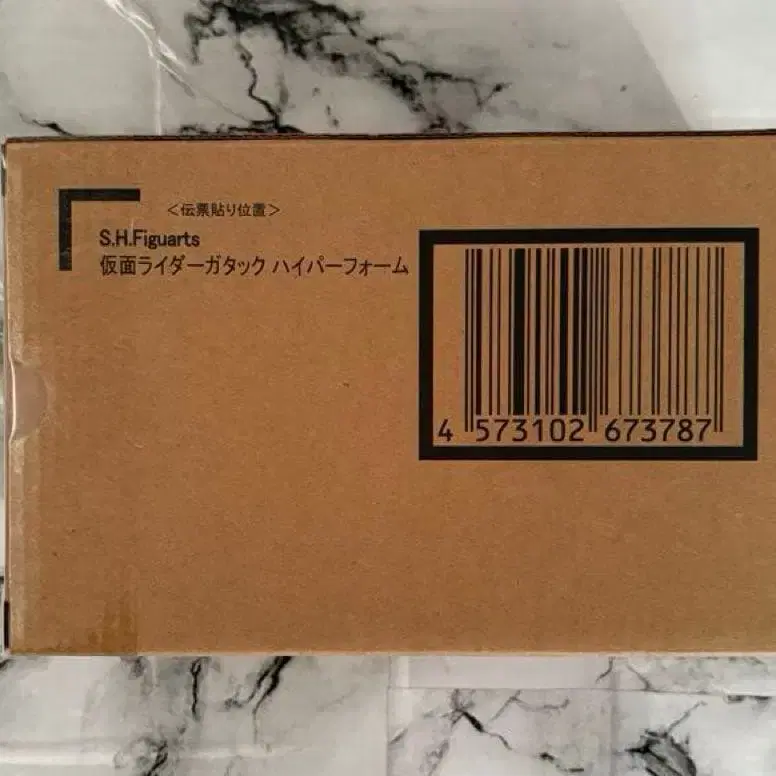 ＜伝票貼り位置＞
S.H.Figuarts
仮面ライダーガタック ハイパーフォーム
4 573102 673787